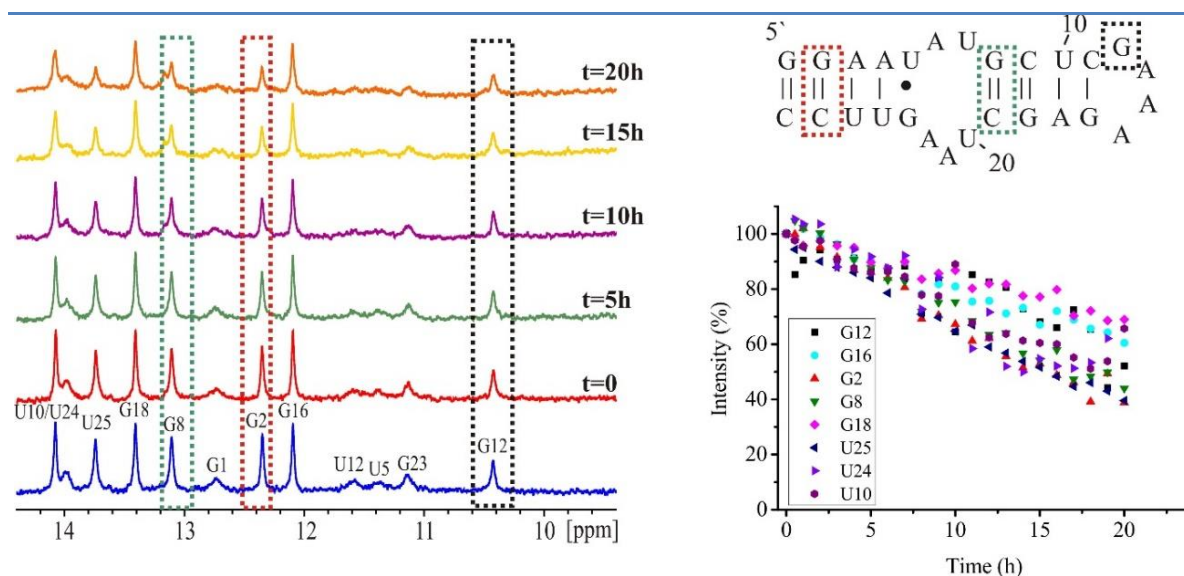 t=20h
15h
t=10h
5h
t=0
U10/U24
U25
G18
G8
G1
G2
G16
U12
U5
G23
G12
14 13 12 11 10 [ppm]
5` 10
G G A A U A U G C U C G
A
A
A
C C U U G A A U C G A G
20
Intensity (%)
100
80
60
40
20
0
G12
G16
G2
G8
G18
U25
U24
U10
0 5 10 15 20
Time (h)